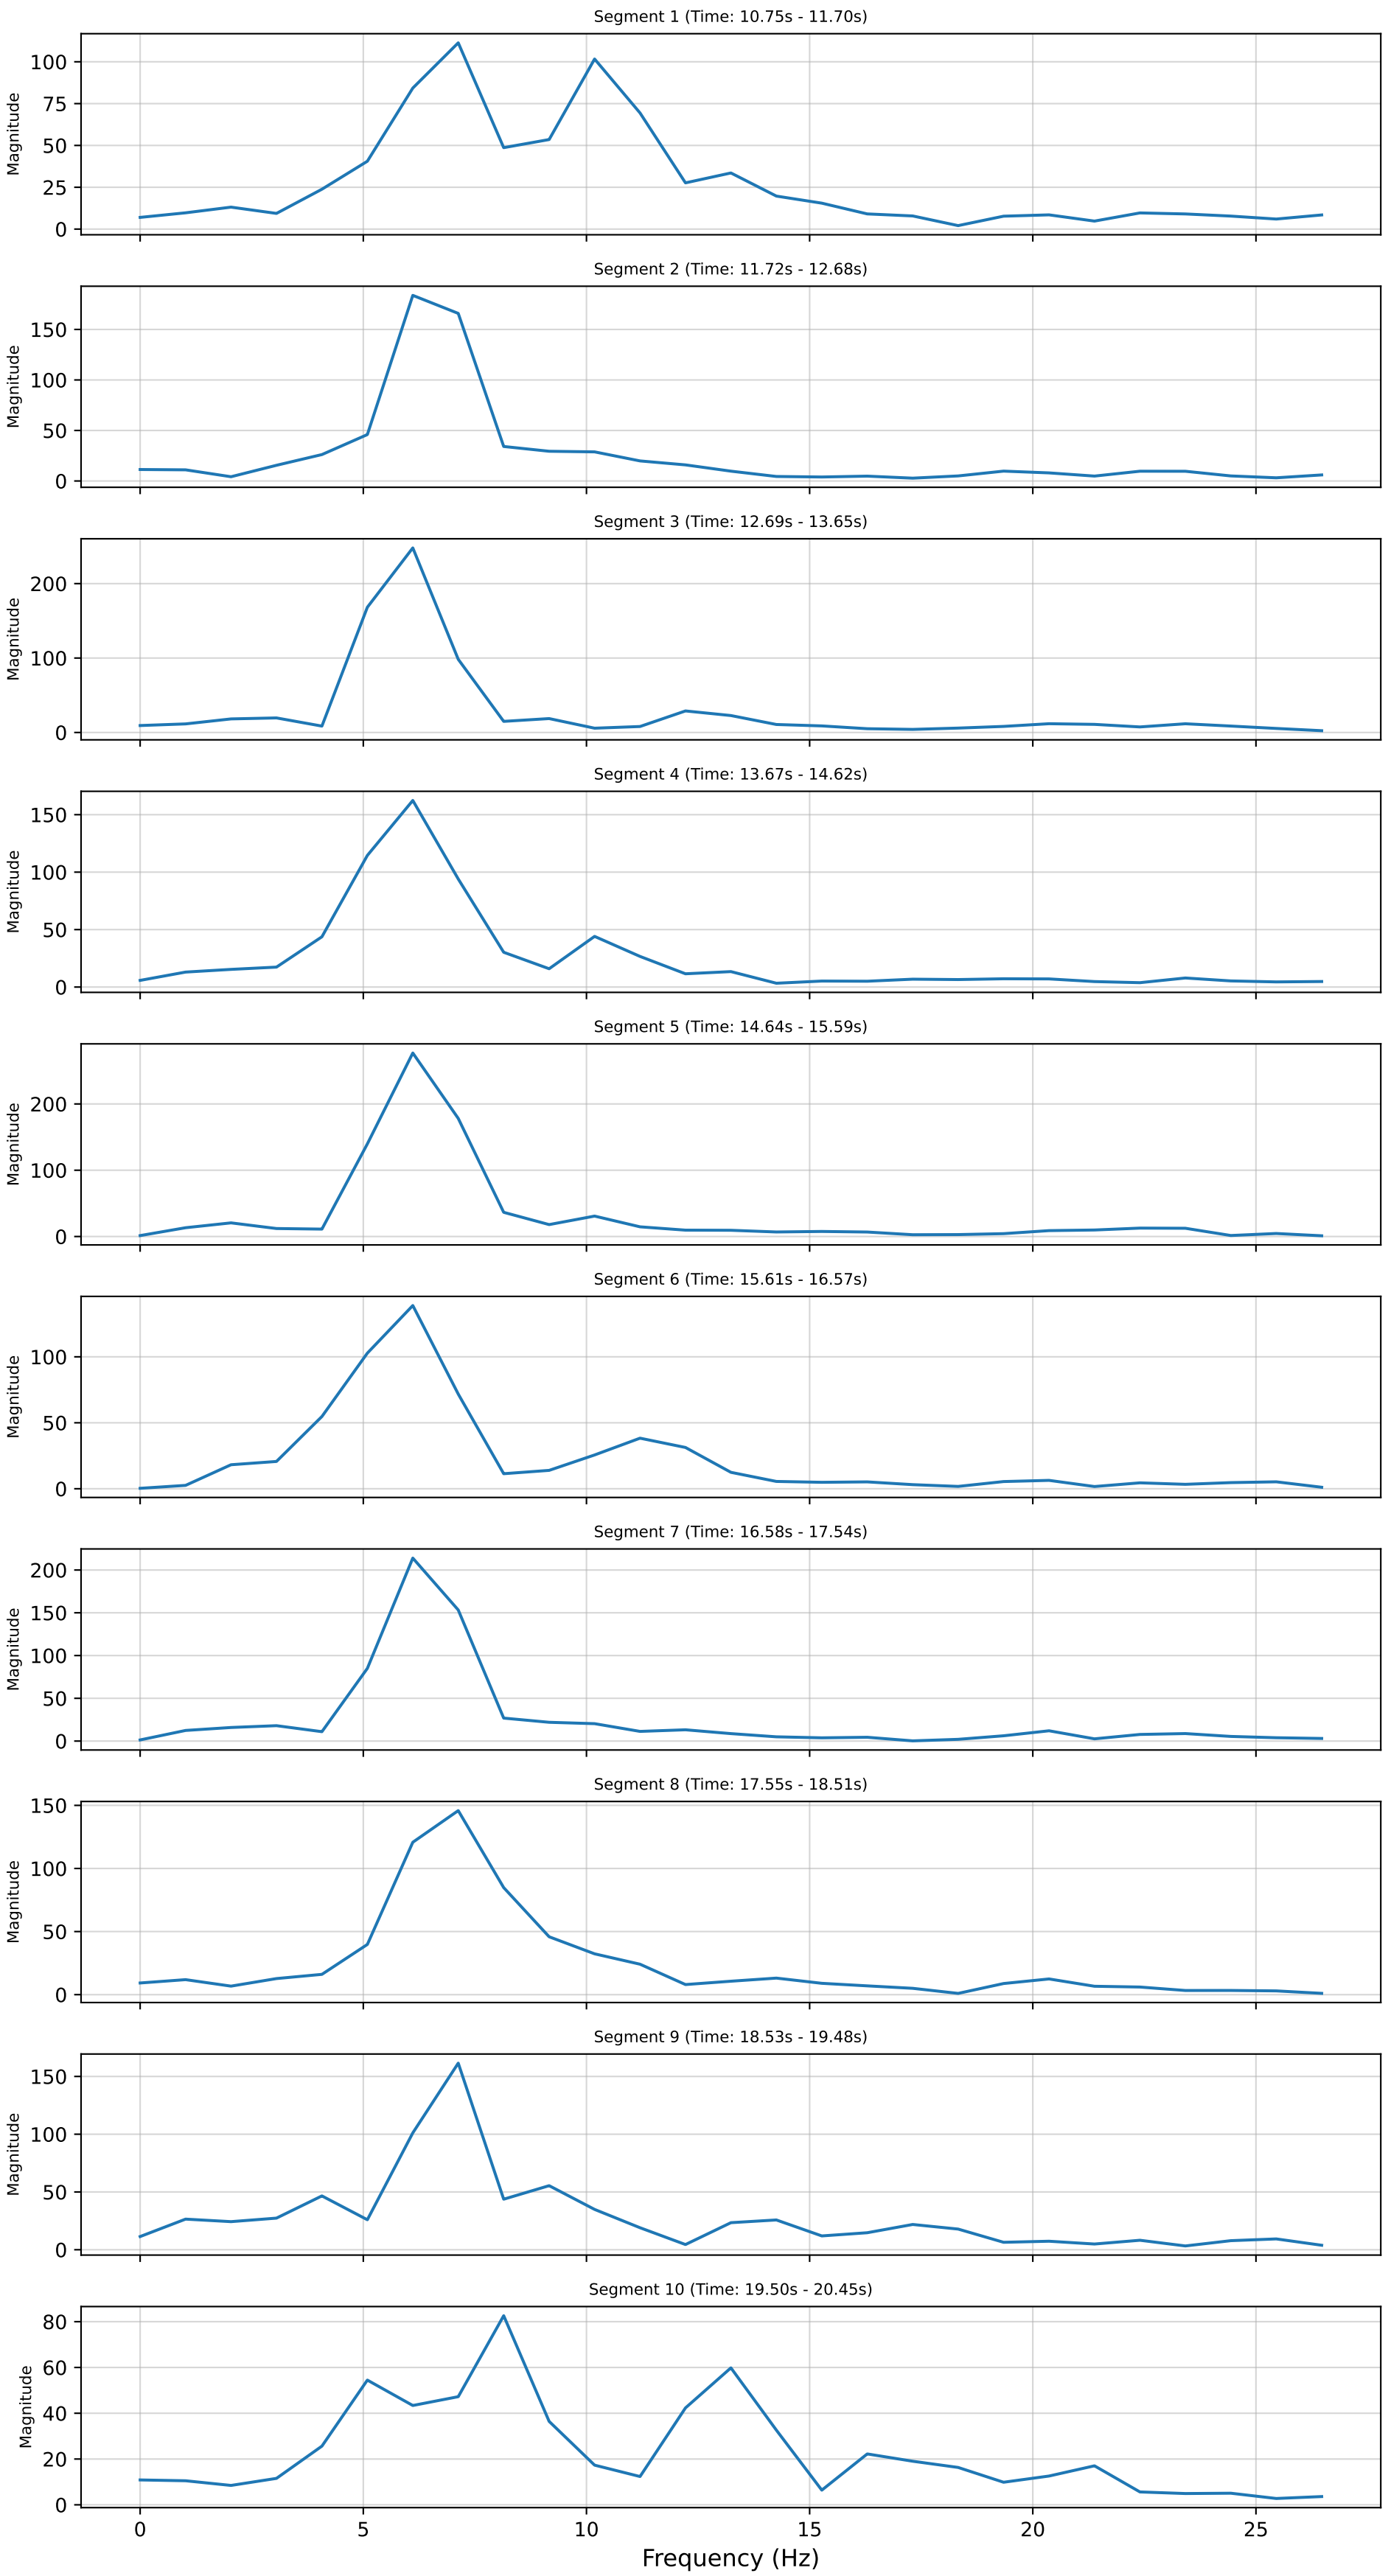 Segment 1 (Time: 10.75s - 11.70s)
Magnitude
100
75
50
25
0
Segment 2 (Time: 11.72s - 12.68s)
Magnitude
150
100
50
0
Segment 3 (Time: 12.69s - 13.65s)
Magnitude
200
100
0
Segment 4 (Time: 13.67s - 14.62s)
Magnitude
150
100
50
0
Segment 5 (Time: 14.64s - 15.59s)
Magnitude
200
100
0
Segment 6 (Time: 15.61s - 16.57s)
Magnitude
100
50
0
Segment 7 (Time: 16.58s - 17.54s)
Magnitude
200
150
100
50
0
Segment 8 (Time: 17.55s - 18.51s)
Magnitude
150
100
50
0
Segment 9 (Time: 18.53s - 19.48s)
Magnitude
150
100
50
0
Segment 10 (Time: 19.50s - 20.45s)
Magnitude
80
60
40
20
0
0 5 10 15 20 25
Frequency (Hz)